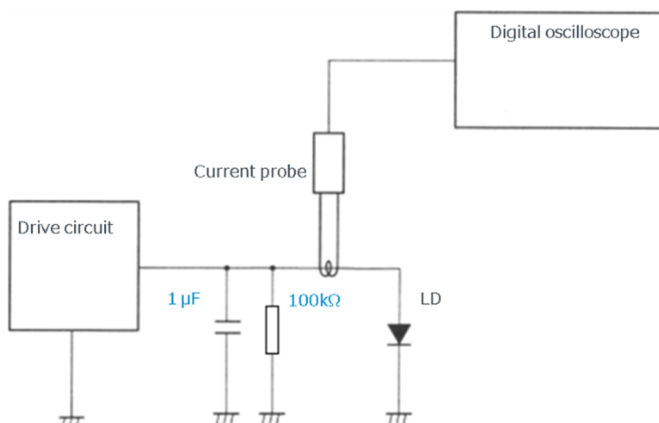 Digital oscilloscope
Current probe
Drive circuit
1 μF
100kΩ
LD